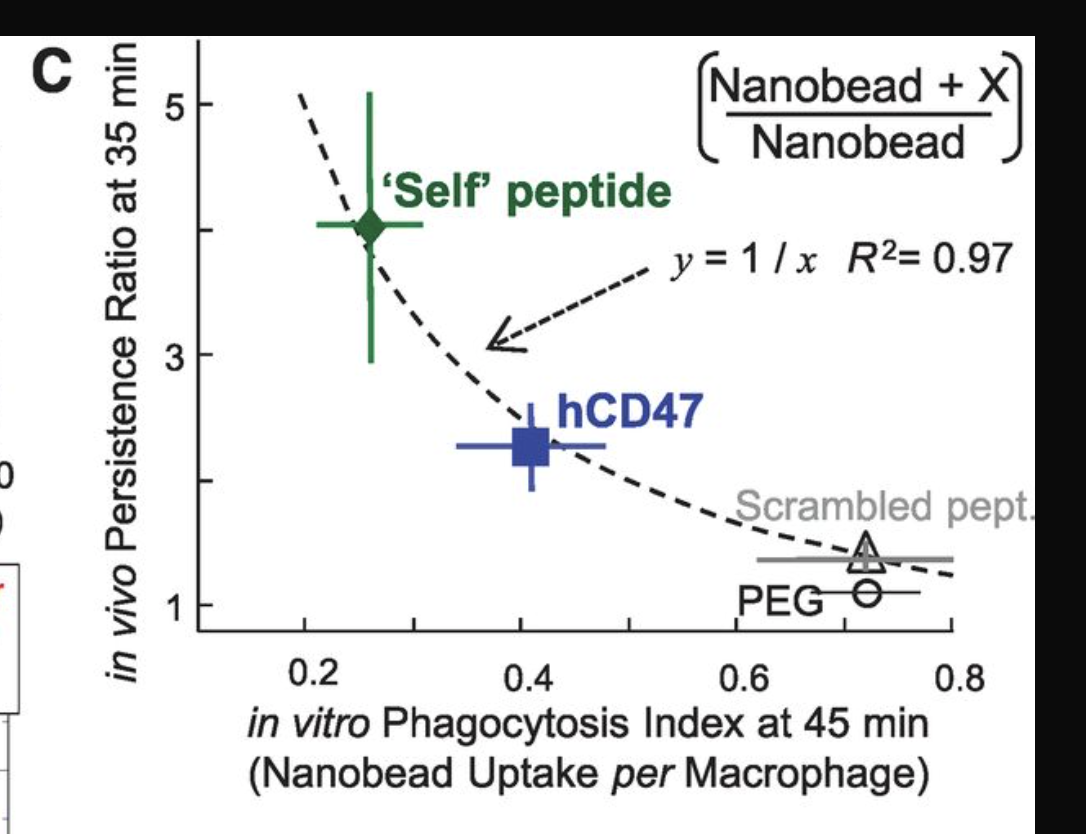 C
in vivo Persistence Ratio at 35 min
5
3
1
(Nanobead + X
Nanobead)
‘Self’ peptide
y = 1 / x R²= 0.97
hCD47
Scrambled pept.
PEG
0.2 0.4 0.6 0.8
in vitro Phagocytosis Index at 45 min
(Nanobead Uptake per Macrophage)